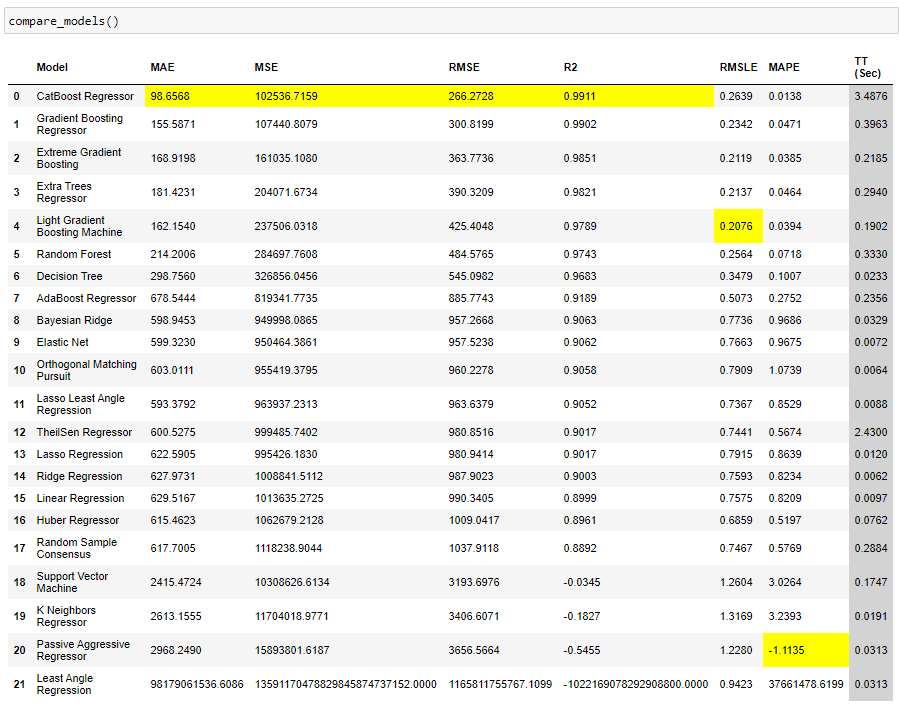 compare_models()
Model MAE MSE RMSE R2 RMSLE MAPE TT
(Sec)
0 CatBoost Regressor 98.6568 102536.7159 266.2728 0.9911 0.2639 0.0138 3.4876
1 Gradient Boosting
Regressor 155.5871 107440.8079 300.8199 0.9902 0.2342 0.0471 0.3963
2 Extreme Gradient
Boosting 168.9198 161035.1080 363.7736 0.9851 0.2119 0.0385 0.2185
3 Extra Trees
Regressor 181.4231 204071.6734 390.3209 0.9821 0.2137 0.0464 0.2940
4 Light Gradient
Boosting Machine 162.1540 237506.0318 425.4048 0.9789 0.2076 0.0394 0.1902
5 Random Forest 214.2006 284697.7608 484.5765 0.9743 0.2564 0.0718 0.3330
6 Decision Tree 298.7560 326856.0456 545.0982 0.9683 0.3479 0.1007 0.0233
7 AdaBoost Regressor 678.5444 819341.7735 885.7743 0.9189 0.5073 0.2752 0.2356
8 Bayesian Ridge 598.9453 949998.0865 957.2668 0.9063 0.7736 0.9686 0.0329
9 Elastic Net 599.3230 950464.3861 957.5238 0.9062 0.7663 0.9675 0.0072
10 Orthogonal Matching
Pursuit 603.0111 955419.3795 960.2278 0.9058 0.7909 1.0739 0.0064
11 Lasso Least Angle
Regression 593.3792 963937.2313 963.6379 0.9052 0.7367 0.8529 0.0088
12 TheilSen Regressor 600.5275 999485.7402 980.8516 0.9017 0.7441 0.5674 2.4300
13 Lasso Regression 622.5905 995426.1830 980.9414 0.9017 0.7915 0.8639 0.0120
14 Ridge Regression 627.9731 1008841.5112 987.9023 0.9003 0.7593 0.8234 0.0062
15 Linear Regression 629.5167 1013635.2725 990.3405 0.8999 0.7575 0.8209 0.0097
16 Huber Regressor 615.4623 1062679.2128 1009.0417 0.8961 0.6859 0.5197 0.0762
17 Random Sample
Consensus 617.7005 1118238.9044 1037.9118 0.8892 0.7467 0.5769 0.2884
18 Support Vector
Machine 2415.4724 10308626.6134 3193.6976 -0.0345 1.2604 3.0264 0.1747
19 K Neighbors
Regressor 2613.1555 11704018.9771 3406.6071 -0.1827 1.3169 3.2393 0.0191
20 Passive Aggressive
Regressor 2968.2490 15893801.6187 3656.5664 -0.5455 1.2280 -1.1135 0.0313
21 Least Angle
Regression 98179061536.6086 13591170478829845874737152.0000 1165811755767.1099 -1022169078292908800.0000 0.9423 37661478.6199 0.0313